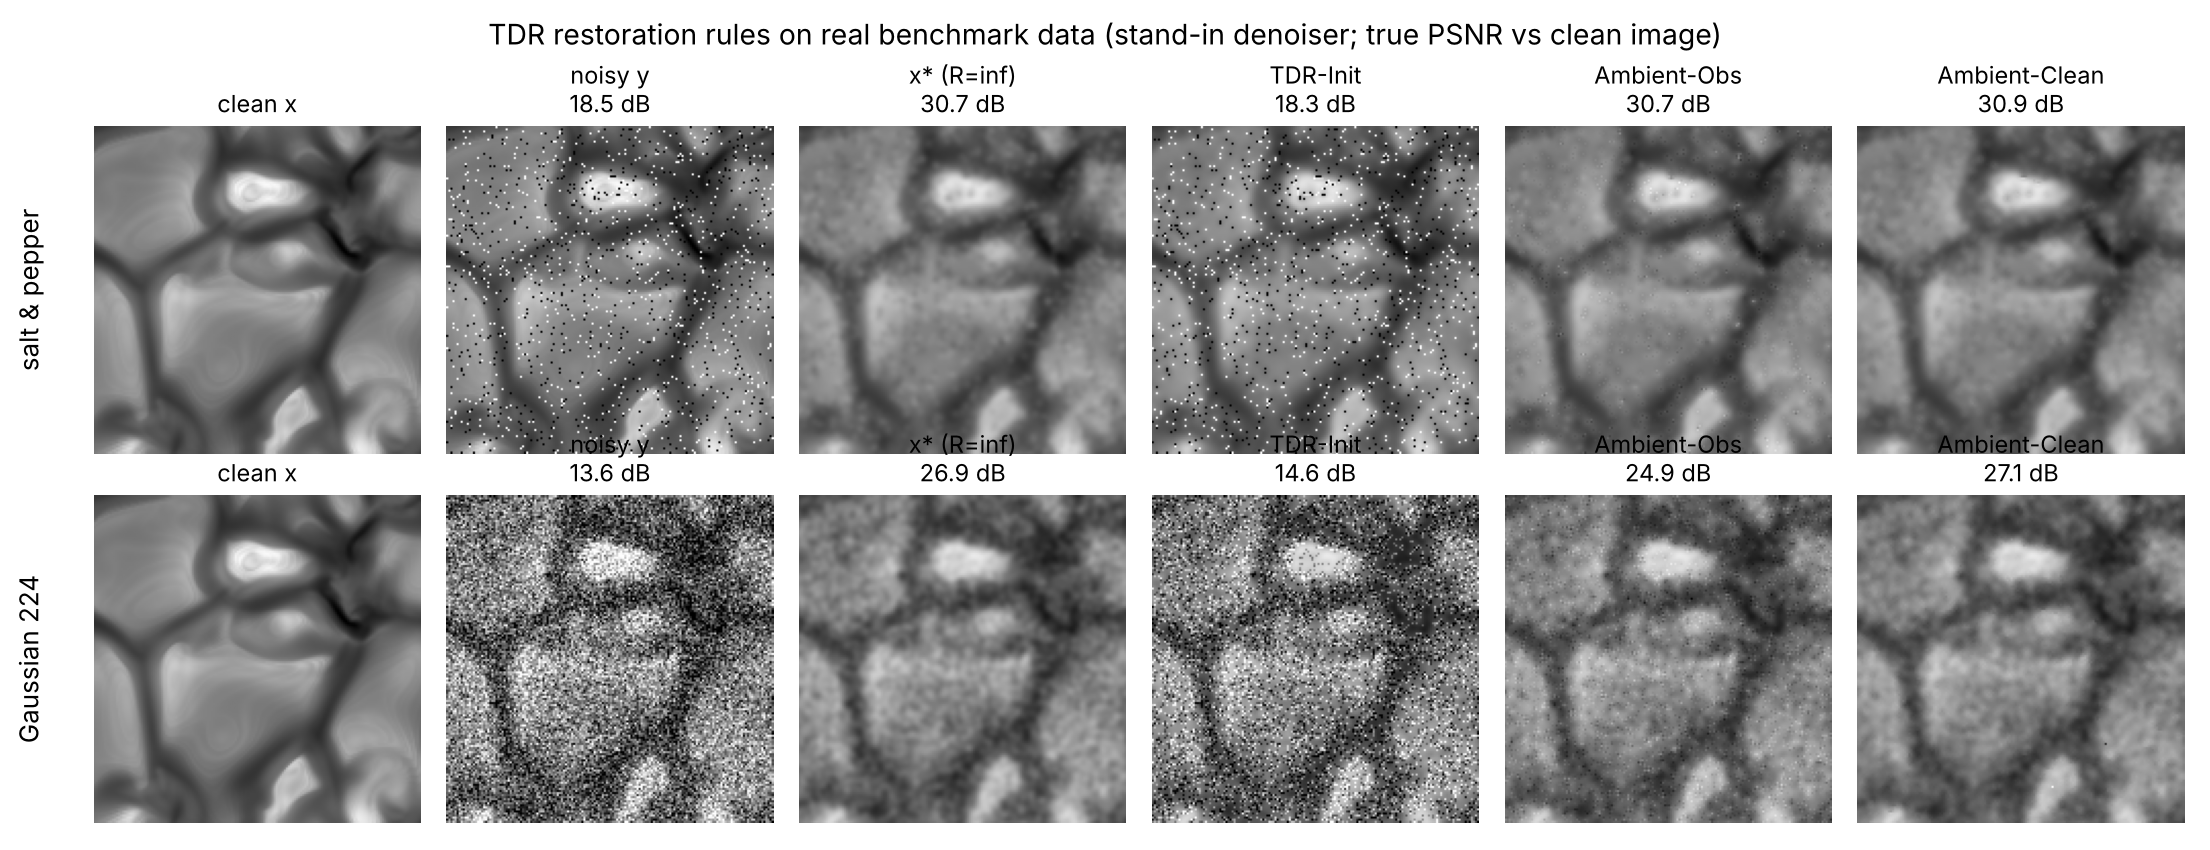 TDR restoration rules on real benchmark data (stand-in denoiser; true PSNR vs clean image)
clean x
noisy y
18.5 dB
x* (R=inf)
30.7 dB
TDR-Init
18.3 dB
Ambient-Obs
30.7 dB
Ambient-Clean
30.9 dB
salt & pepper
clean x
noisy y
13.6 dB
x* (R=inf)
26.9 dB
TDR-Init
14.6 dB
Ambient-Obs
24.9 dB
Ambient-Clean
27.1 dB
Gaussian 224